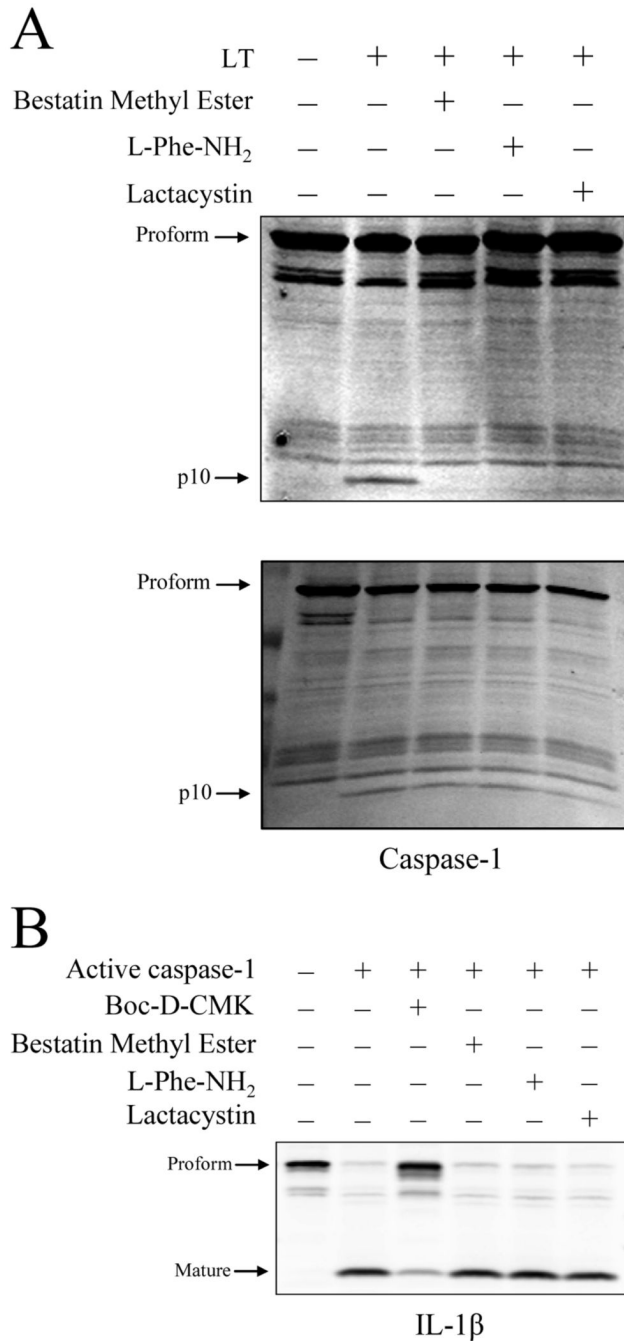 A
LT – + + + +
Bestatin Methyl Ester – – + – –
L-Phe-NH₂ – – – + –
Lactacystin – – – – +
Proform
p10
Proform
p10
Caspase-1
B
Active caspase-1 – + + + + +
Boc-D-CMK – – + – – –
Bestatin Methyl Ester – – – + – –
L-Phe-NH₂ – – – – + –
Lactacystin – – – – – +
Proform
Mature
IL-1β